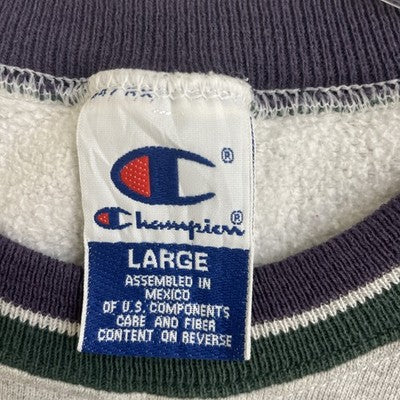 ®
Champion®
LARGE
ASSEMBLED IN
MEXICO
OF U.S. COMPONENTS
CARE AND FIBER
CONTENT ON REVERSE